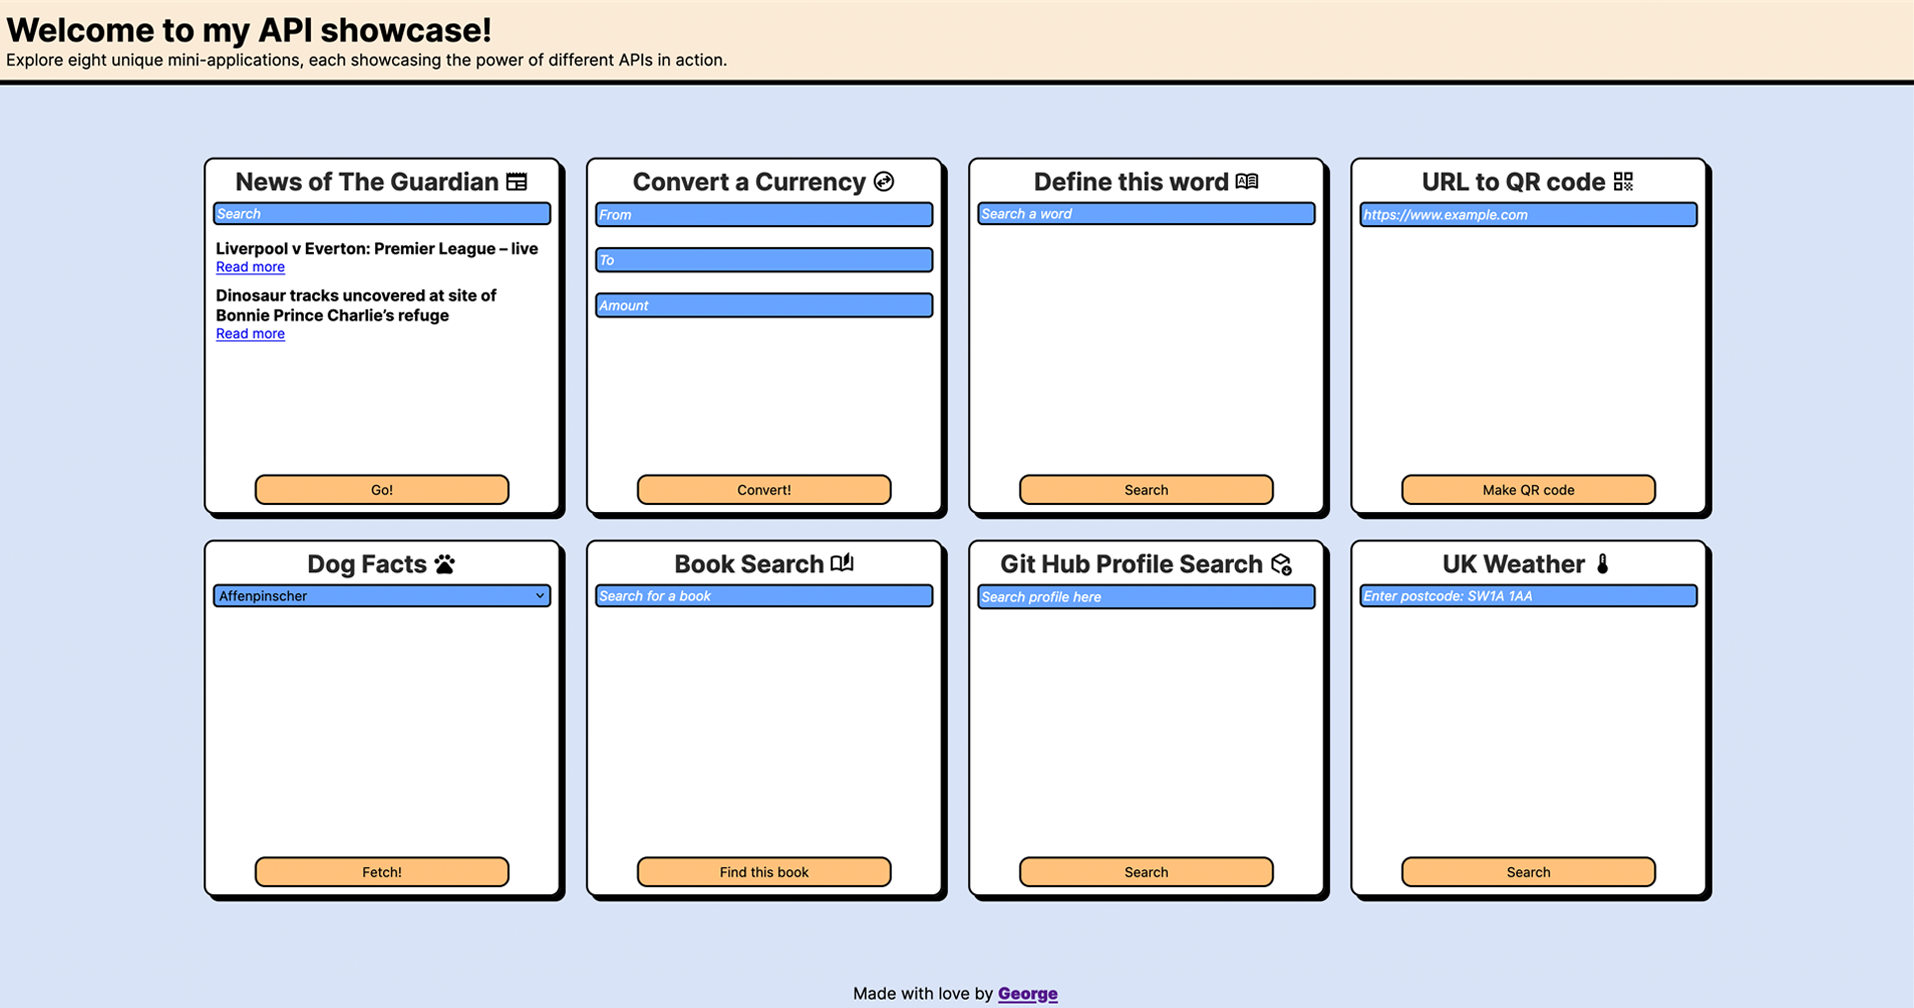 Welcome to my API showcase!
Explore eight unique mini-applications, each showcasing the power of different APIs in action.
News of The Guardian
Search
Liverpool v Everton: Premier League – live
Read more
Dinosaur tracks uncovered at site of
Bonnie Prince Charlie’s refuge
Read more
Go!
Convert a Currency
From
To
Amount
Convert!
Define this word
Search a word
Search
URL to QR code
https://www.example.com
Make QR code
Dog Facts
Affenpinscher
Fetch!
Book Search
Search for a book
Find this book
Git Hub Profile Search
Search profile here
Search
UK Weather
Enter postcode: SW1A 1AA
Search
Made with love by George